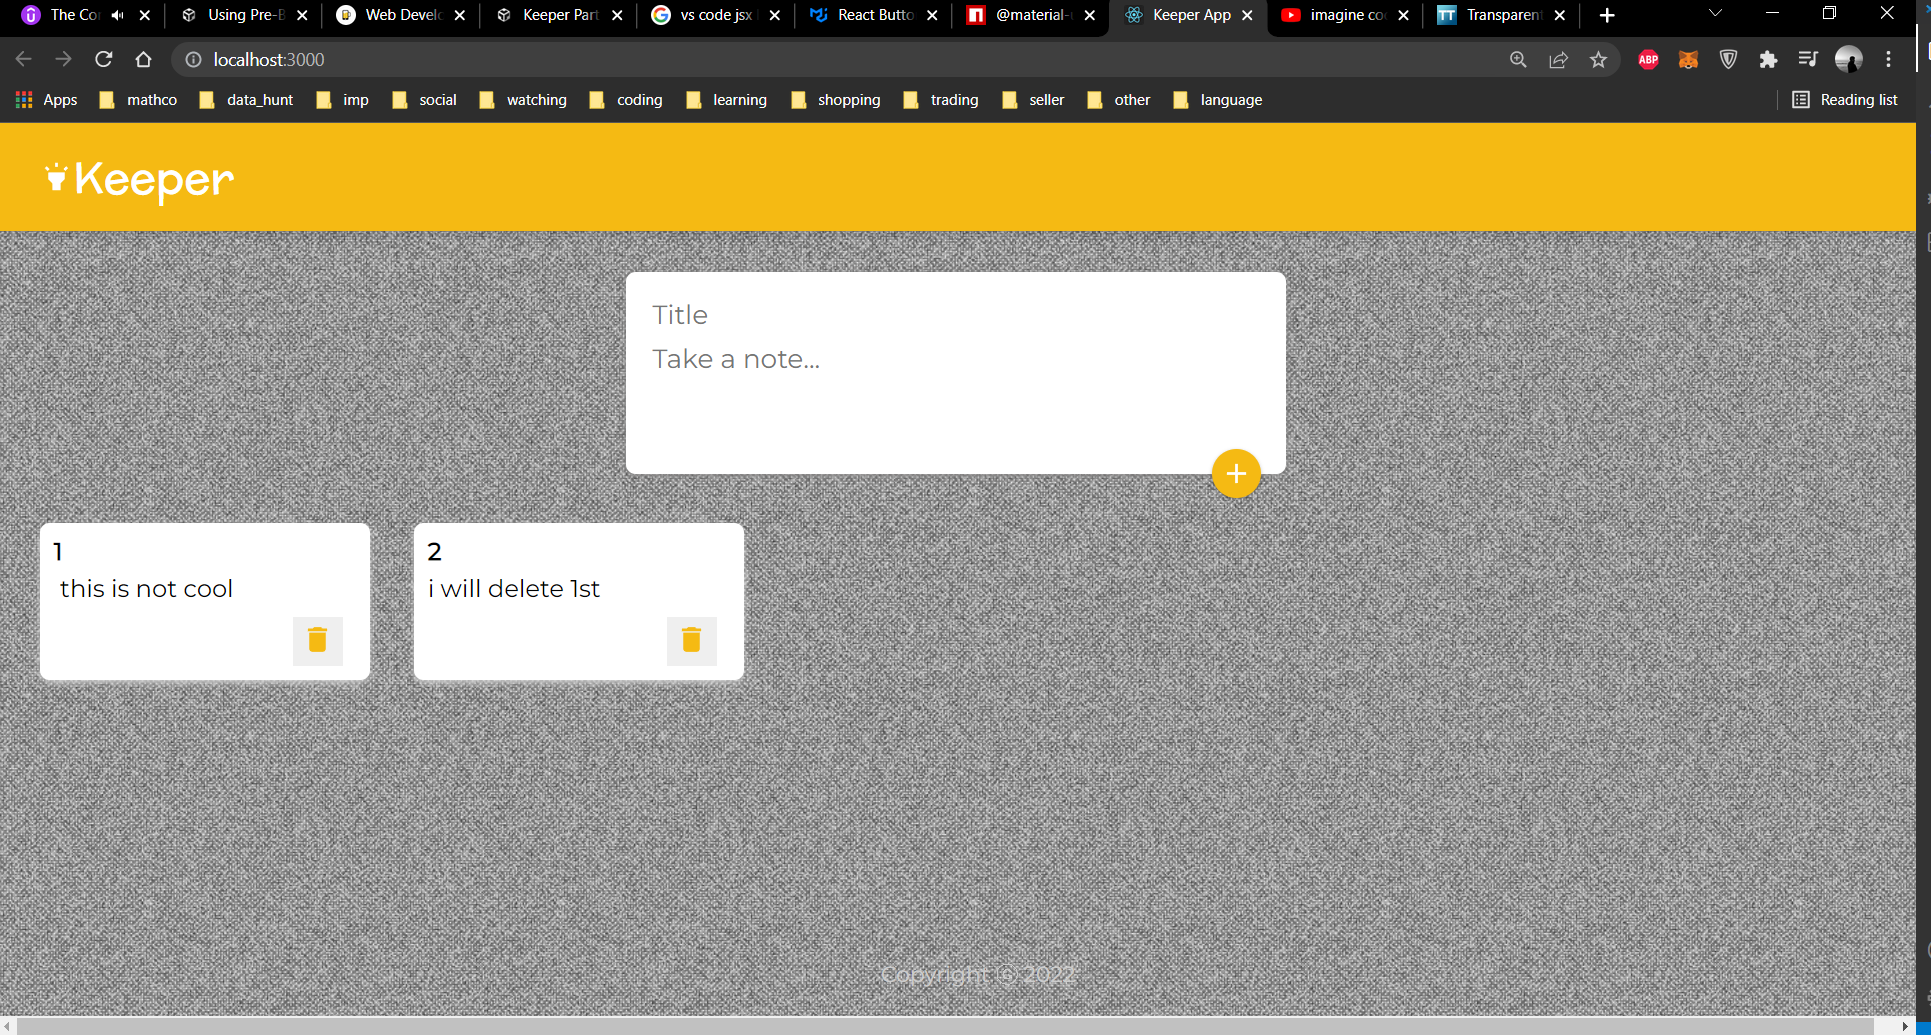 The Cor
Using Pre-B
Web Develo
Keeper Part
vs code jsx
React Butto
@material-u
Keeper App
imagine co
Transparent
localhost:3000
ABP
Apps
mathco
data_hunt
imp
social
watching
coding
learning
shopping
trading
seller
other
language
Reading list
Keeper
Title
Take a note...
1
this is not cool
2
i will delete 1st
Copyright ⓒ 2022